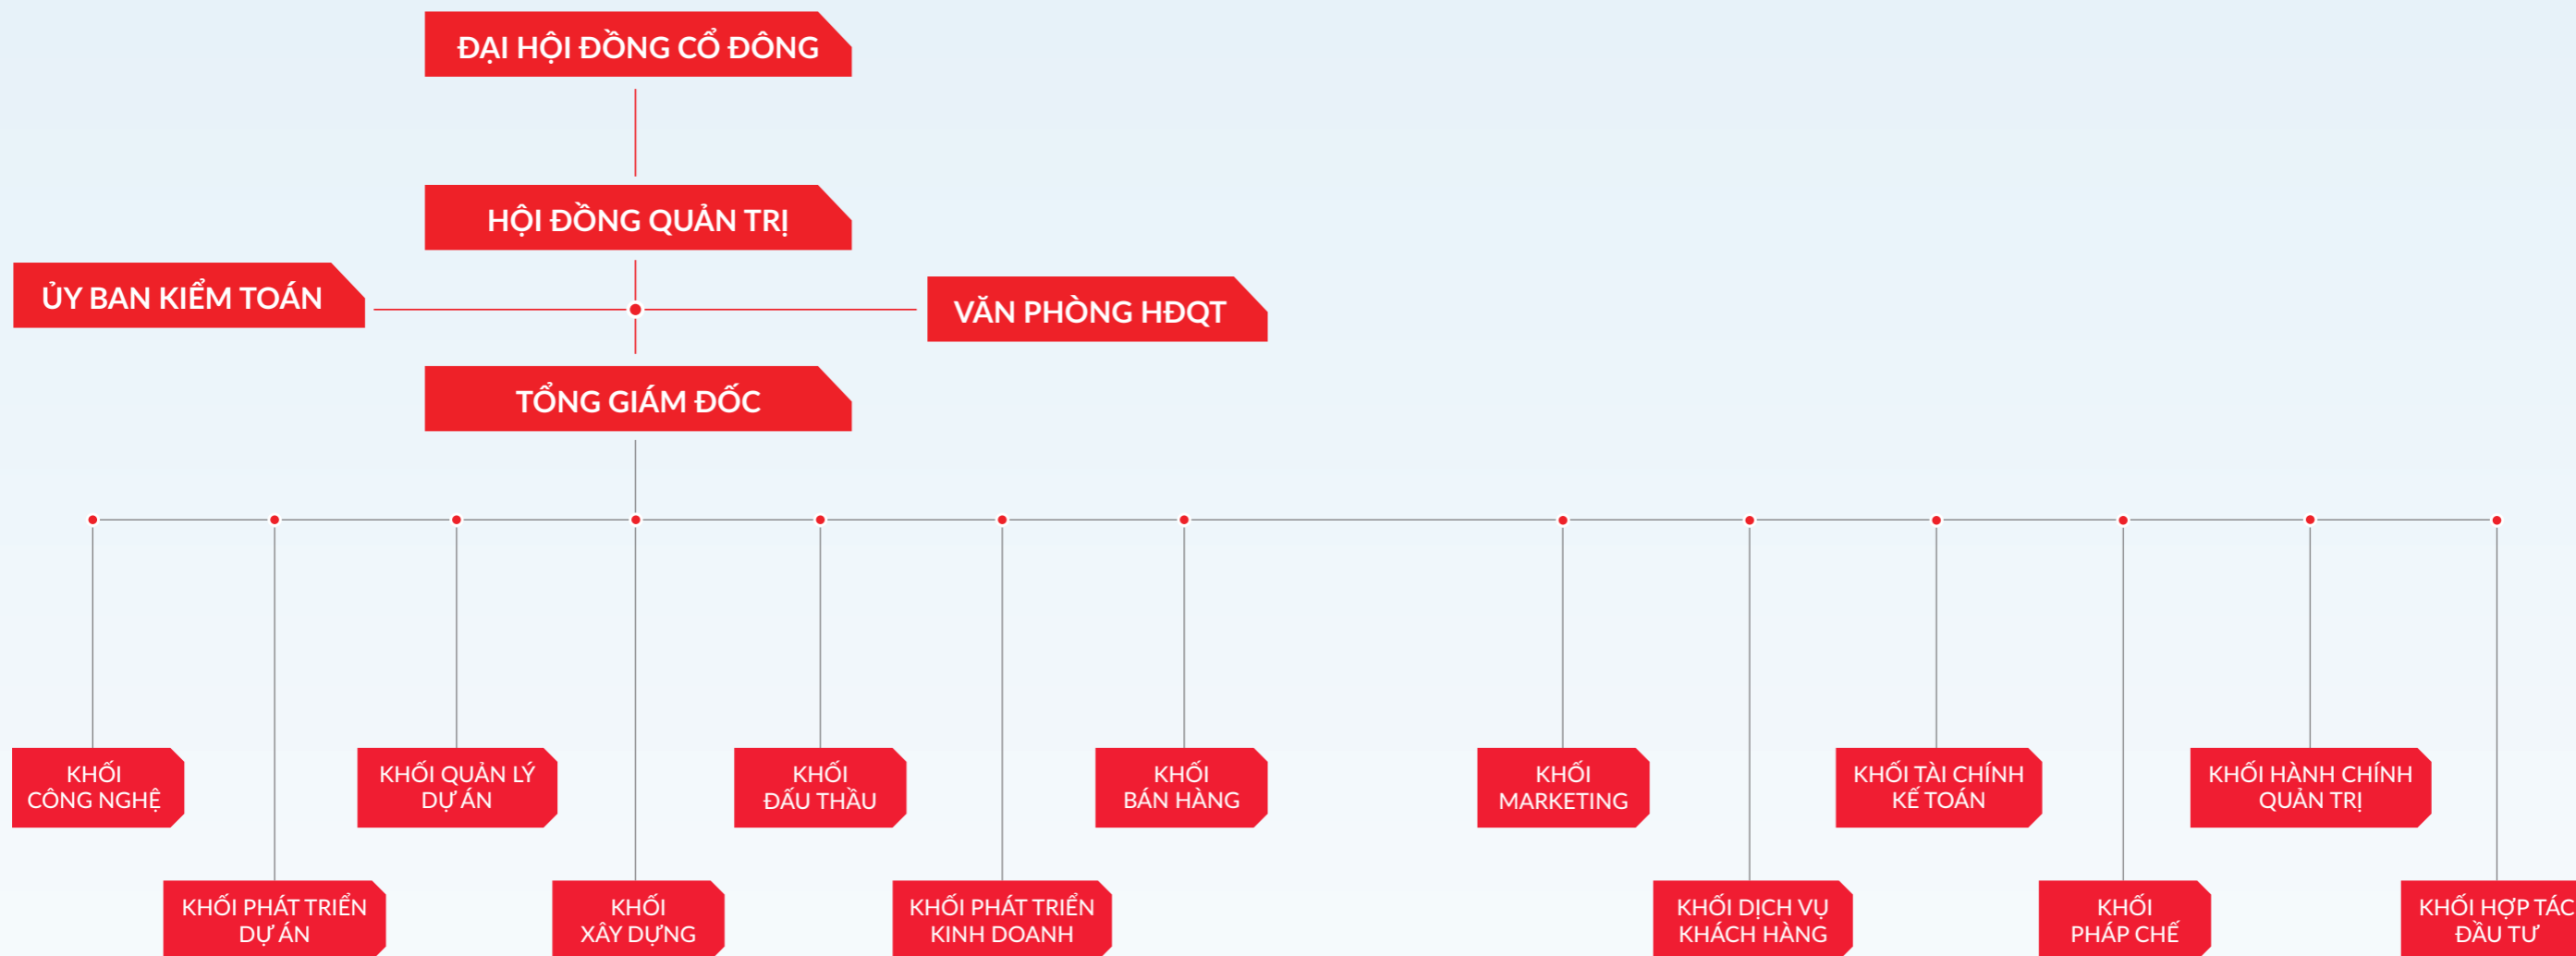 ĐẠI HỘI ĐỒNG CỔ ĐÔNG
HỘI ĐỒNG QUẢN TRỊ
ỦY BAN KIỂM TOÁN
VĂN PHÒNG HĐQT
TỔNG GIÁM ĐỐC
KHỐI
CÔNG NGHỆ
KHỐI QUẢN LÝ
DỰ ÁN
KHỐI
ĐẤU THẦU
KHỐI
BÁN HÀNG
KHỐI
MARKETING
KHỐI TÀI CHÍNH
KẾ TOÁN
KHỐI HÀNH CHÍNH
QUẢN TRỊ
KHỐI PHÁT TRIỂN
DỰ ÁN
KHỐI
XÂY DỰNG
KHỐI PHÁT TRIỂN
KINH DOANH
KHỐI DỊCH VỤ
KHÁCH HÀNG
KHỐI
PHÁP CHẾ
KHỐI HỢP TÁC
ĐẦU TƯ